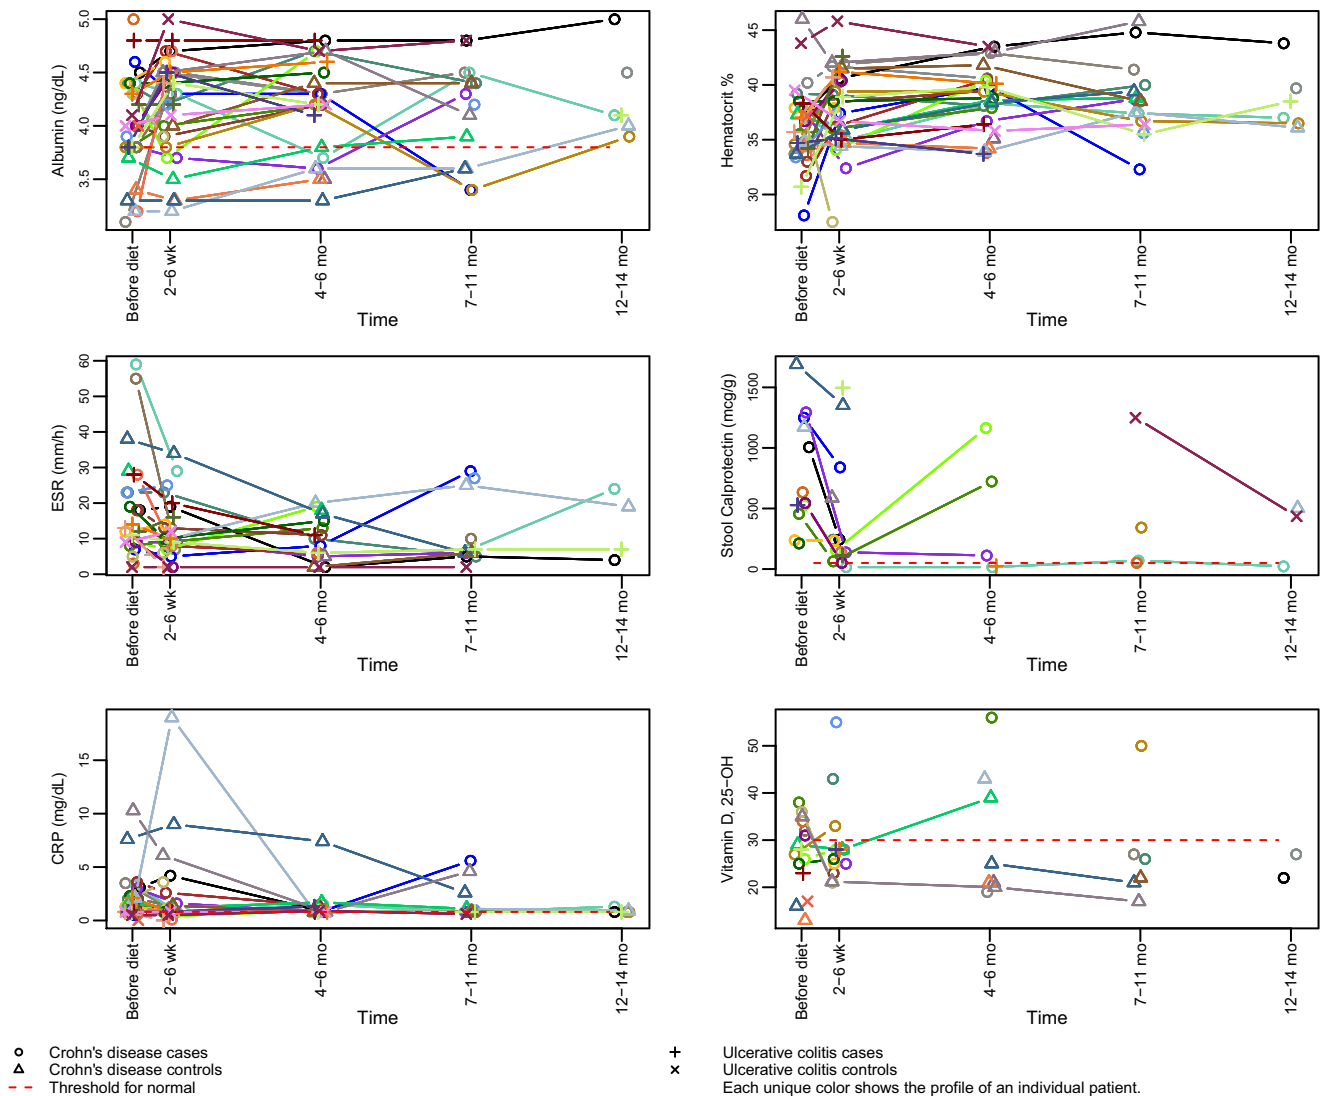 Albumin (ng/dL)
5.0
4.5
4.0
3.5
Before diet
2−6 wk
4−6 mo
7−11 mo
12−14 mo
Time
Hematocrit %
45
40
35
30
Before diet
2−6 wk
4−6 mo
7−11 mo
12−14 mo
Time
ESR (mm/h)
60
50
40
30
20
10
0
Before diet
2−6 wk
4−6 mo
7−11 mo
12−14 mo
Time
Stool Calprotectin (mcg/g)
1500
1000
500
0
Before diet
2−6 wk
4−6 mo
7−11 mo
12−14 mo
Time
CRP (mg/dL)
15
10
5
0
Before diet
2−6 wk
4−6 mo
7−11 mo
12−14 mo
Time
Vitamin D, 25−OH
50
40
30
20
Before diet
2−6 wk
4−6 mo
7−11 mo
12−14 mo
Time
Crohn's disease cases
Crohn's disease controls
Threshold for normal
Ulcerative colitis cases
Ulcerative colitis controls
Each unique color shows the profile of an individual patient.